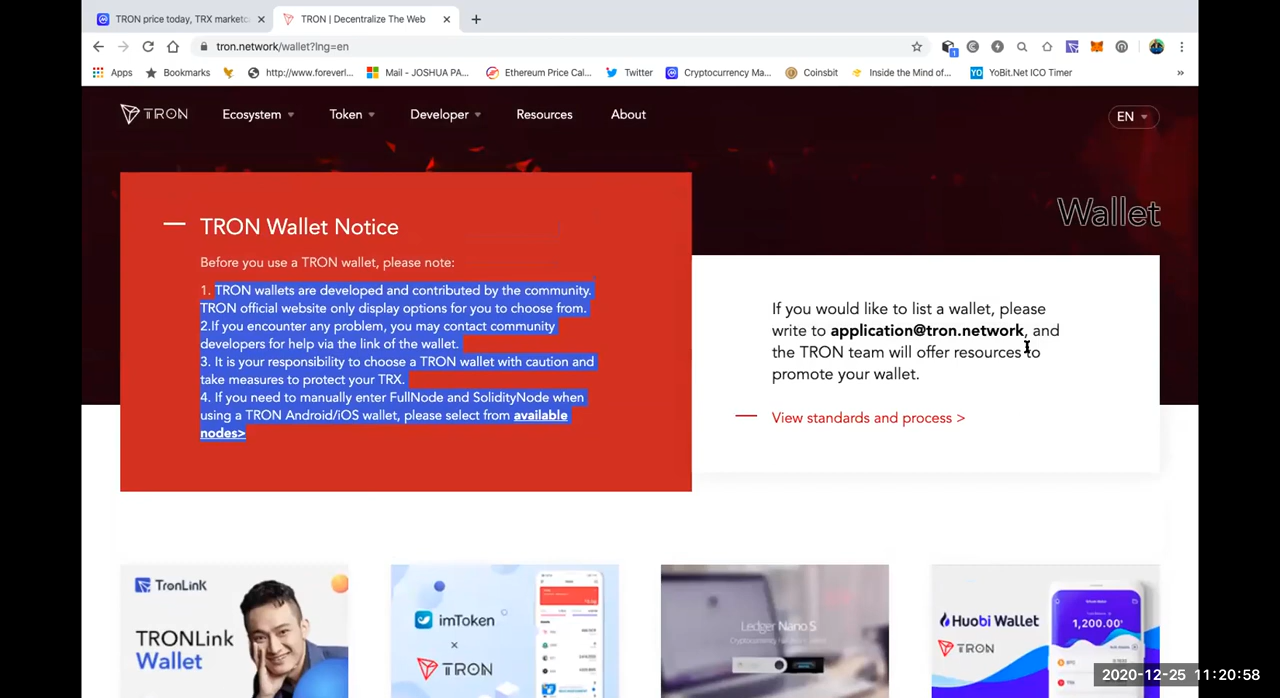 TRON price today, TRX marketc
TRON | Decentralize The Web
tron.network/wallet?lng=en
1
Apps
Bookmarks
http://www.foreverl...
Mail - JOSHUA PA...
Ethereum Price Cal...
Twitter
Cryptocurrency Ma...
Coinsbit
Inside the Mind of...
YO
YoBit.Net ICO Timer
»
TRON
Ecosystem
Token
Developer
Resources
About
EN
Wallet
TRON Wallet Notice
Before you use a TRON wallet, please note:
1. TRON wallets are developed and contributed by the community.
TRON official website only display options for you to choose from.
2.If you encounter any problem, you may contact community
developers for help via the link of the wallet.
3. It is your responsibility to choose a TRON wallet with caution and
take measures to protect your TRX.
4. If you need to manually enter FullNode and SolidityNode when
using a TRON Android/iOS wallet, please select from available
nodes>
If you would like to list a wallet, please
write to application@tron.network, and
the TRON team will offer resources to
promote your wallet.
View standards and process >
TronLink
TRONLink
Wallet
imToken
x
TRON
Ledger Nano S
Huobi Wallet
TRON
1,200.00
2020-12-25 11:20:58